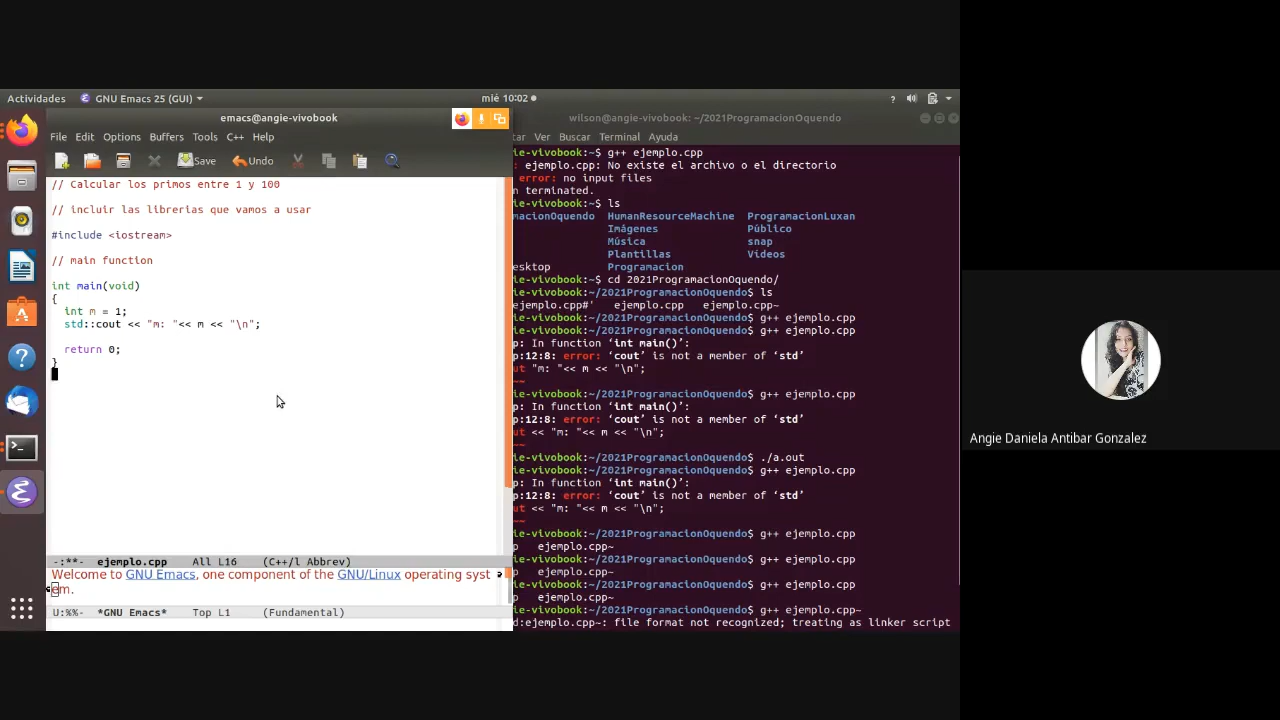 Actividades GNU Emacs 25 (GUI) mié 10:02 ?
emacs@angie-vivobook
File Edit Options Buffers Tools C++ Help
Save Undo
// Calcular los primos entre 1 y 100
// incluir las librerias que vamos a usar
#include <iostream>
// main function
int main(void)
{
int m = 1;
std::cout << "m: "<< m << "\n";
return 0;
}
-:**- ejemplo.cpp All L16 (C++/l Abbrev)
Welcome to GNU Emacs, one component of the GNU/Linux operating syst
em.
U:%%- *GNU Emacs* Top L1 (Fundamental)
wilson@angie-vivobook: ~/2021ProgramacionOquendo
tar Ver Buscar Terminal Ayuda
ie-vivobook:~$ g++ ejemplo.cpp
: ejemplo.cpp: No existe el archivo o el directorio
error: no input files
n terminated.
ie-vivobook:~$ ls
macionOquendo HumanResourceMachine ProgramacionLuxan
Imágenes Público
Música snap
Plantillas Vídeos
esktop Programacion
ie-vivobook:~$ cd 2021ProgramacionOquendo/
ie-vivobook:~/2021ProgramacionOquendo$ ls
ejemplo.cpp#' ejemplo.cpp ejemplo.cpp~
ie-vivobook:~/2021ProgramacionOquendo$ g++ ejemplo.cpp
ie-vivobook:~/2021ProgramacionOquendo$ g++ ejemplo.cpp
p: In function ‘int main()’:
p:12:8: error: ‘cout’ is not a member of ‘std’
ut "m: "<< m << "\n";
~~
ie-vivobook:~/2021ProgramacionOquendo$ g++ ejemplo.cpp
p: In function ‘int main()’:
p:12:8: error: ‘cout’ is not a member of ‘std’
ut << "m: "<< m << "\n";
~~
ie-vivobook:~/2021ProgramacionOquendo$ ./a.out
ie-vivobook:~/2021ProgramacionOquendo$ g++ ejemplo.cpp
p: In function ‘int main()’:
p:12:8: error: ‘cout’ is not a member of ‘std’
ut << "m: "<< m << "\n";
~~
ie-vivobook:~/2021ProgramacionOquendo$ g++ ejemplo.cpp
p ejemplo.cpp~
ie-vivobook:~/2021ProgramacionOquendo$ g++ ejemplo.cpp
p ejemplo.cpp~
ie-vivobook:~/2021ProgramacionOquendo$ g++ ejemplo.cpp
p ejemplo.cpp~
ie-vivobook:~/2021ProgramacionOquendo$ g++ ejemplo.cpp~
d:ejemplo.cpp~: file format not recognized; treating as linker script
Angie Daniela Antibar Gonzalez